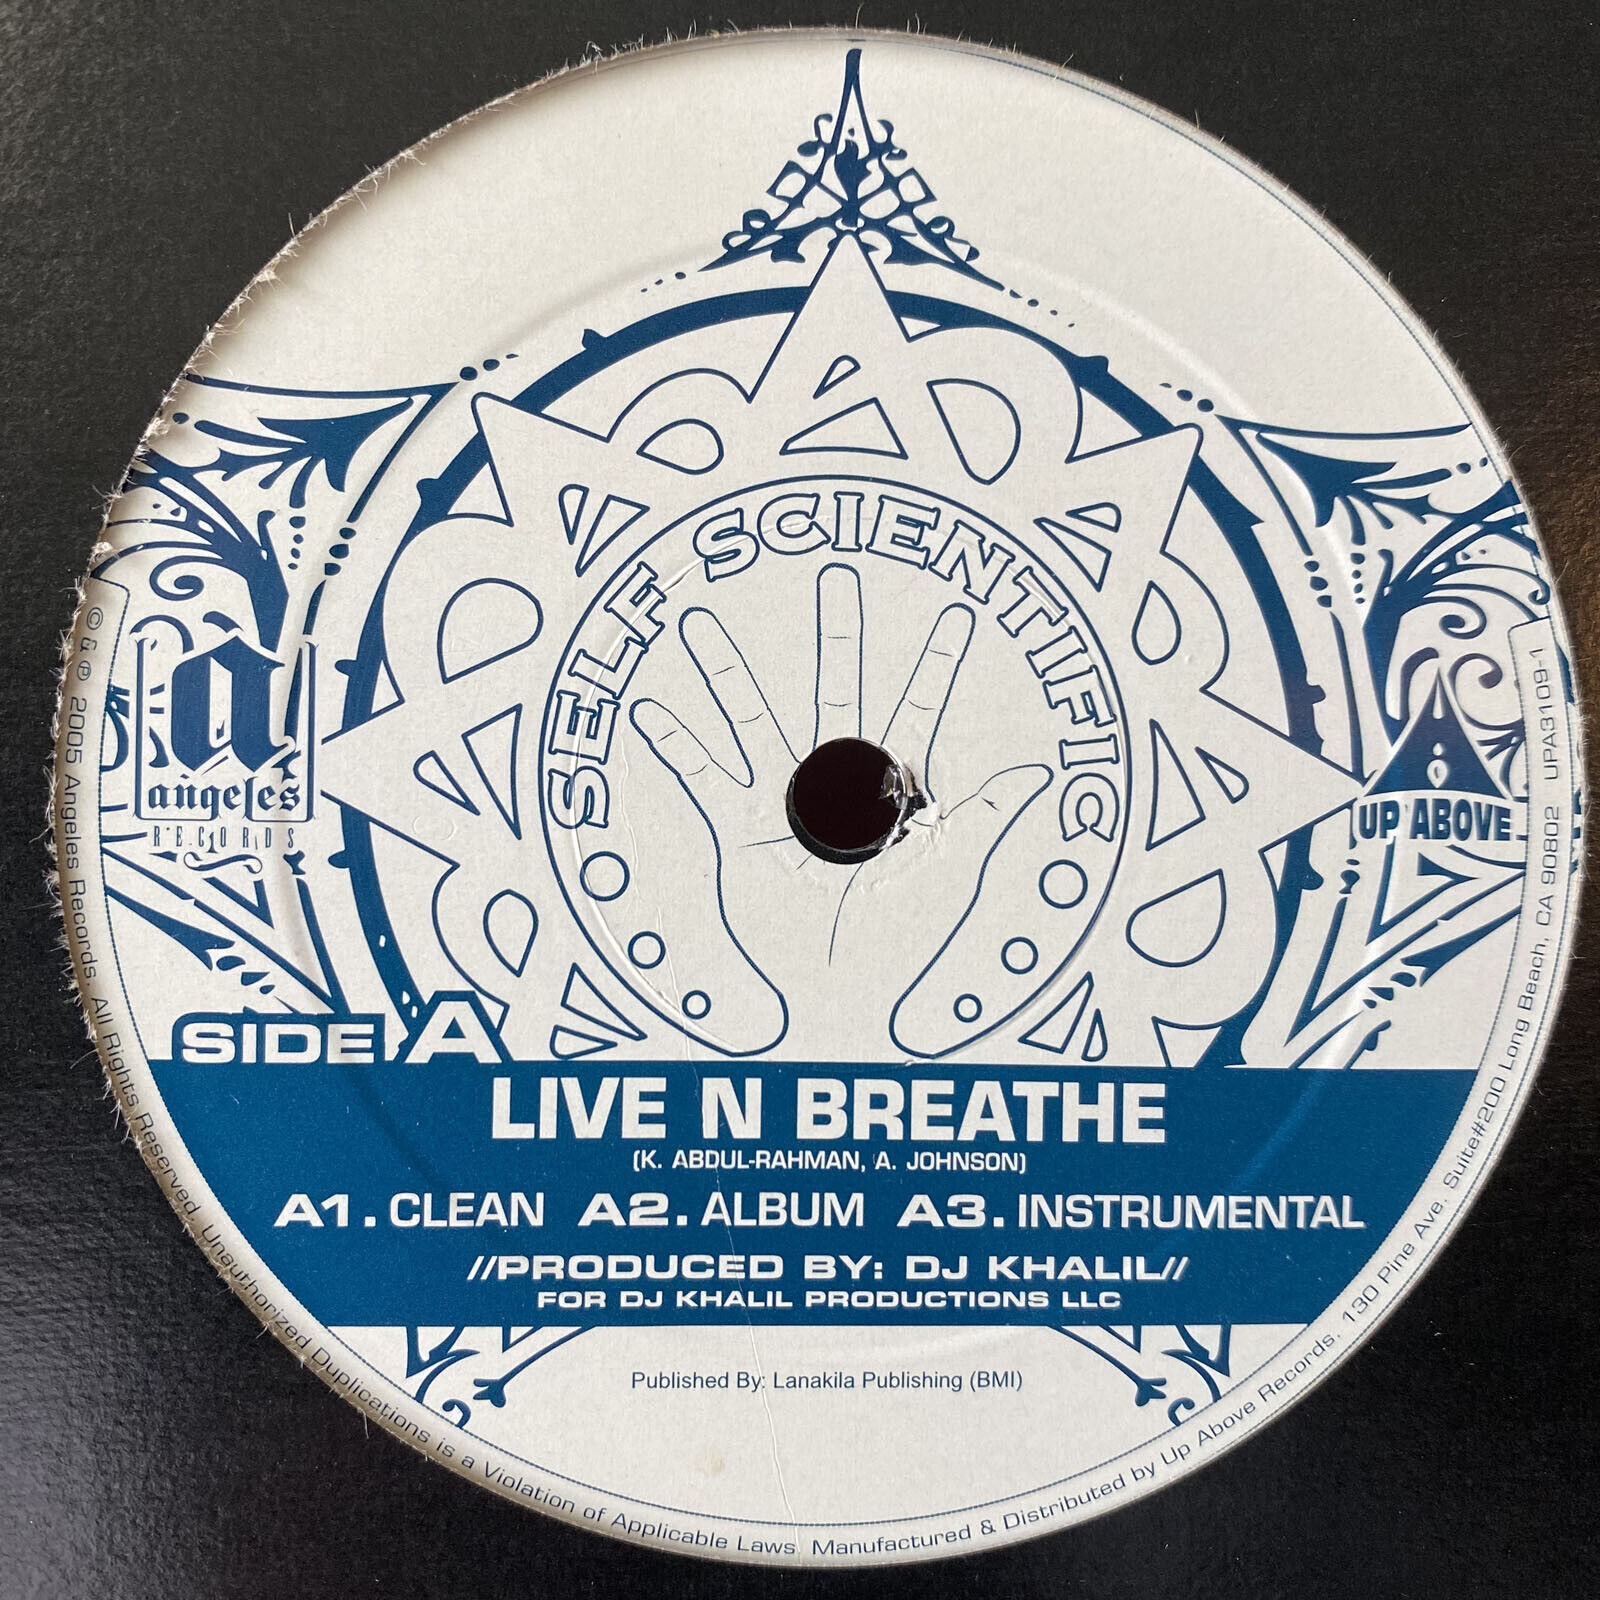 SELF SCIENTIFIC
a
angeles
RECORDS
UP ABOVE
SIDE A
LIVE N BREATHE
(K. ABDUL-RAHMAN, A. JOHNSON)
A1. CLEAN A2. ALBUM A3. INSTRUMENTAL
//PRODUCED BY: DJ KHALIL//
FOR DJ KHALIL PRODUCTIONS LLC
Published By: Lanakila Publishing (BMI)
© & ℗ 2005 Angeles Records. All Rights Reserved. Unauthorized Duplications is a Violation of Applicable Laws. Manufactured & Distributed by Up Above Records. 130 Pine Ave. Suite#200 Long Beach, CA 90802 UPA3109-1